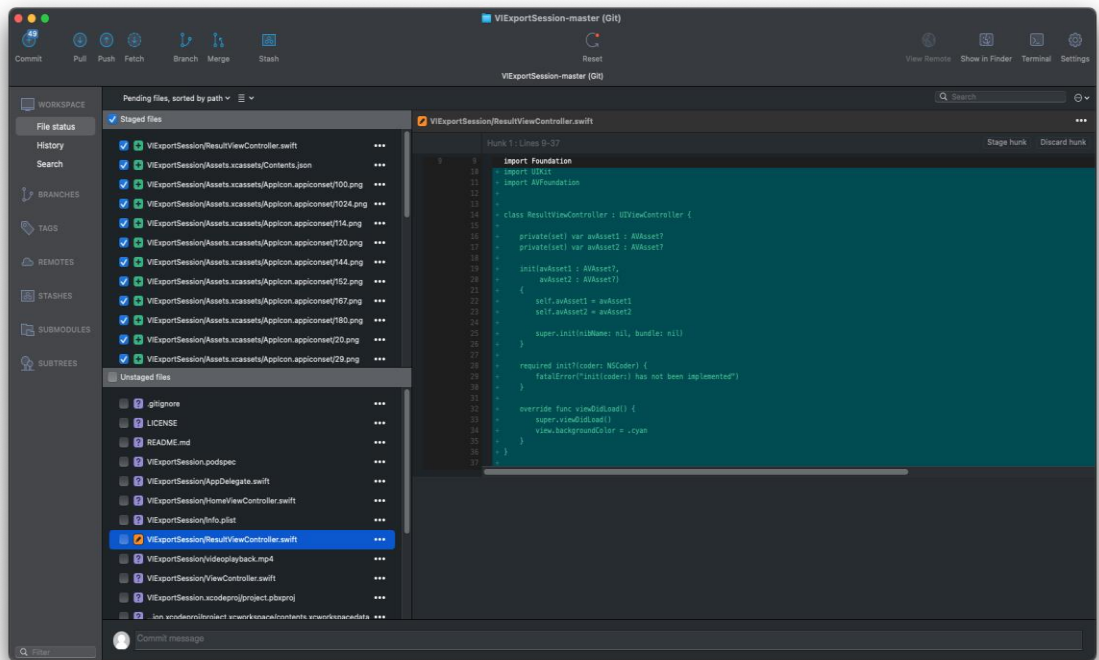 VIExportSession-master (Git)
49
Commit Pull Push Fetch Branch Merge Stash Reset View Remote Show in Finder Terminal Settings
VIExportSession-master (Git)
WORKSPACE
File status
History
Search
BRANCHES
TAGS
REMOTES
STASHES
SUBMODULES
SUBTREES
Filter
Pending files, sorted by path
Search
Staged files
VIExportSession/ResultViewController.swift
VIExportSession/Assets.xcassets/Contents.json
VIExportSession/Assets.xcassets/AppIcon.appiconset/100.png
VIExportSession/Assets.xcassets/AppIcon.appiconset/1024.png
VIExportSession/Assets.xcassets/AppIcon.appiconset/114.png
VIExportSession/Assets.xcassets/AppIcon.appiconset/120.png
VIExportSession/Assets.xcassets/AppIcon.appiconset/144.png
VIExportSession/Assets.xcassets/AppIcon.appiconset/152.png
VIExportSession/Assets.xcassets/AppIcon.appiconset/167.png
VIExportSession/Assets.xcassets/AppIcon.appiconset/180.png
VIExportSession/Assets.xcassets/AppIcon.appiconset/20.png
VIExportSession/Assets.xcassets/AppIcon.appiconset/29.png
Unstaged files
.gitignore
LICENSE
README.md
VIExportSession.podspec
VIExportSession/AppDelegate.swift
VIExportSession/HomeViewController.swift
VIExportSession/Info.plist
VIExportSession/ResultViewController.swift
VIExportSession/videoplayback.mp4
VIExportSession/ViewController.swift
VIExportSession.xcodeproj/project.pbxproj
...ion.xcodeproj/project.xcworkspace/contents.xcworkspacedata
VIExportSession/ResultViewController.swift
Hunk 1 : Lines 9-37 Stage hunk Discard hunk
9 9 import Foundation
10 + import UIKit
11 + import AVFoundation
12 +
13 +
14 + class ResultViewController : UIViewController {
15 +
16 + private(set) var avAsset1 : AVAsset?
17 + private(set) var avAsset2 : AVAsset?
18 +
19 + init(avAsset1 : AVAsset?,
20 + avAsset2 : AVAsset?)
21 + {
22 + self.avAsset1 = avAsset1
23 + self.avAsset2 = avAsset2
24 +
25 + super.init(nibName: nil, bundle: nil)
26 + }
27 +
28 + required init?(coder: NSCoder) {
29 + fatalError("init(coder:) has not been implemented")
30 + }
31 +
32 + override func viewDidLoad() {
33 + super.viewDidLoad()
34 + view.backgroundColor = .cyan
35 + }
36 + }
37 +
Commit message